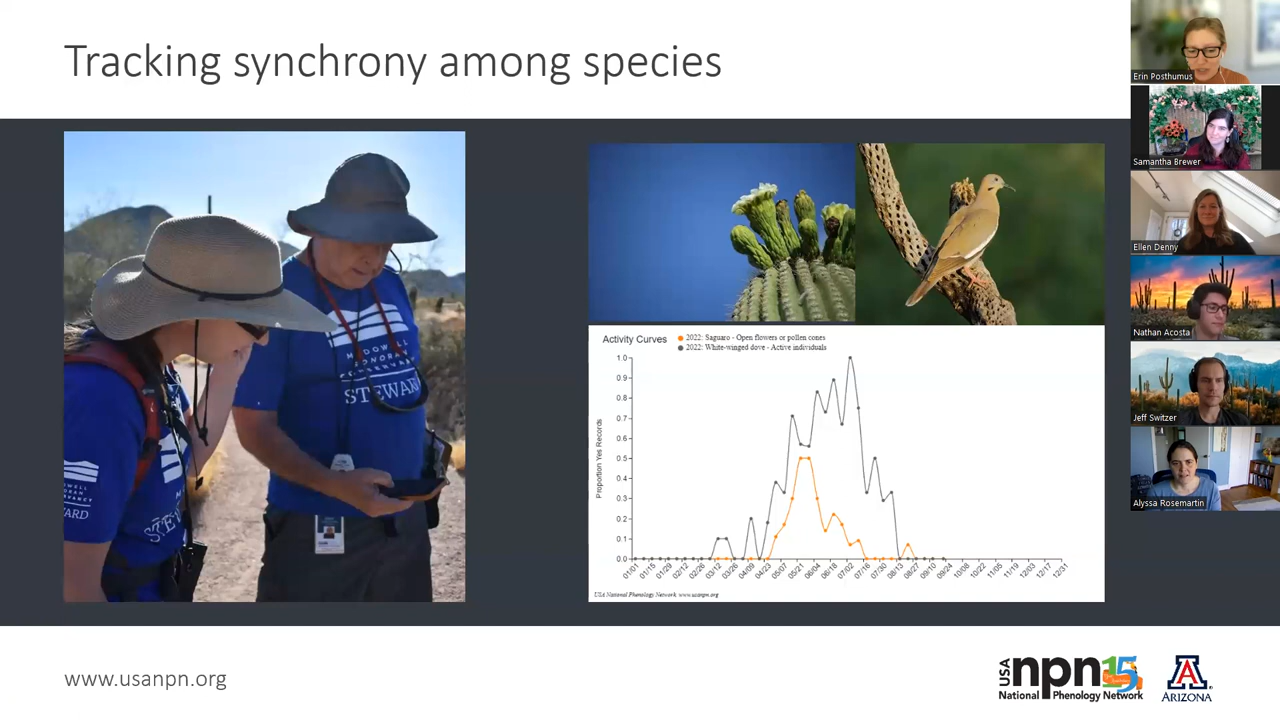 Tracking synchrony among species
Erin Posthumus
Samantha Brewer
Ellen Denny
Nathan Acosta
Jeff Switzer
Alyssa Rosemartin
MCDOWELL
SONORAN
CONSERVANCY
STEWARD
Activity Curves
2022: Saguaro - Open flowers or pollen cones
2022: White-winged dove - Active individuals
Proportion Yes Records
1.0
0.9
0.8
0.7
0.6
0.5
0.4
0.3
0.2
0.1
0.0
01/01 01/15 01/29 02/12 02/26 03/12 03/26 04/09 04/23 05/07 05/21 06/04 06/18 07/02 07/16 07/30 08/13 08/27 09/10 09/24 10/08 10/22 11/05 11/19 12/03 12/17 12/31
USA National Phenology Network www.usanpn.org
www.usanpn.org
USA npn 15
National Phenology Network
A
ARIZONA